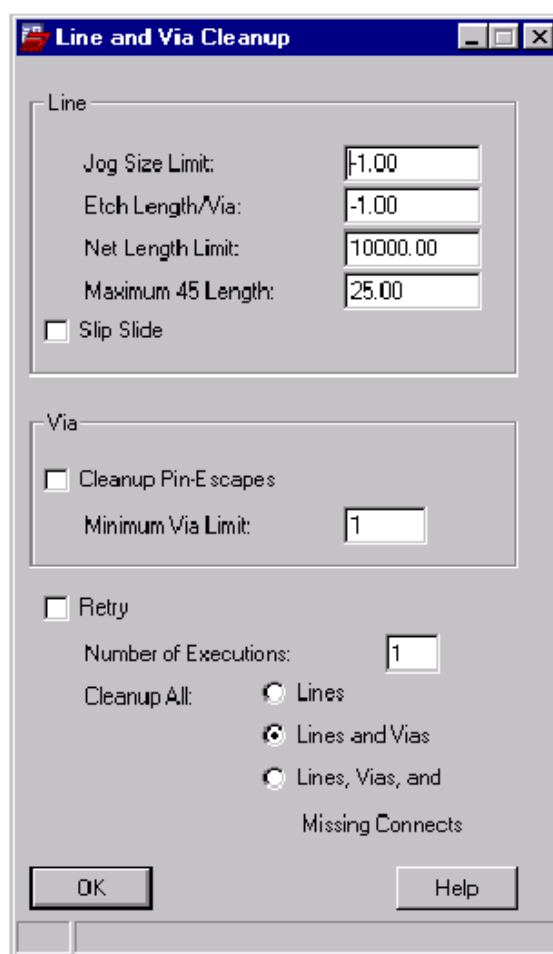 Line and Via Cleanup
Line
Jog Size Limit: -1.00
Etch Length/Via: -1.00
Net Length Limit: 10000.00
Maximum 45 Length: 25.00
Slip Slide
Via
Cleanup Pin-Escapes
Minimum Via Limit: 1
Retry
Number of Executions: 1
Cleanup All: Lines
Lines and Vias
Lines, Vias, and
Missing Connects
OK Help